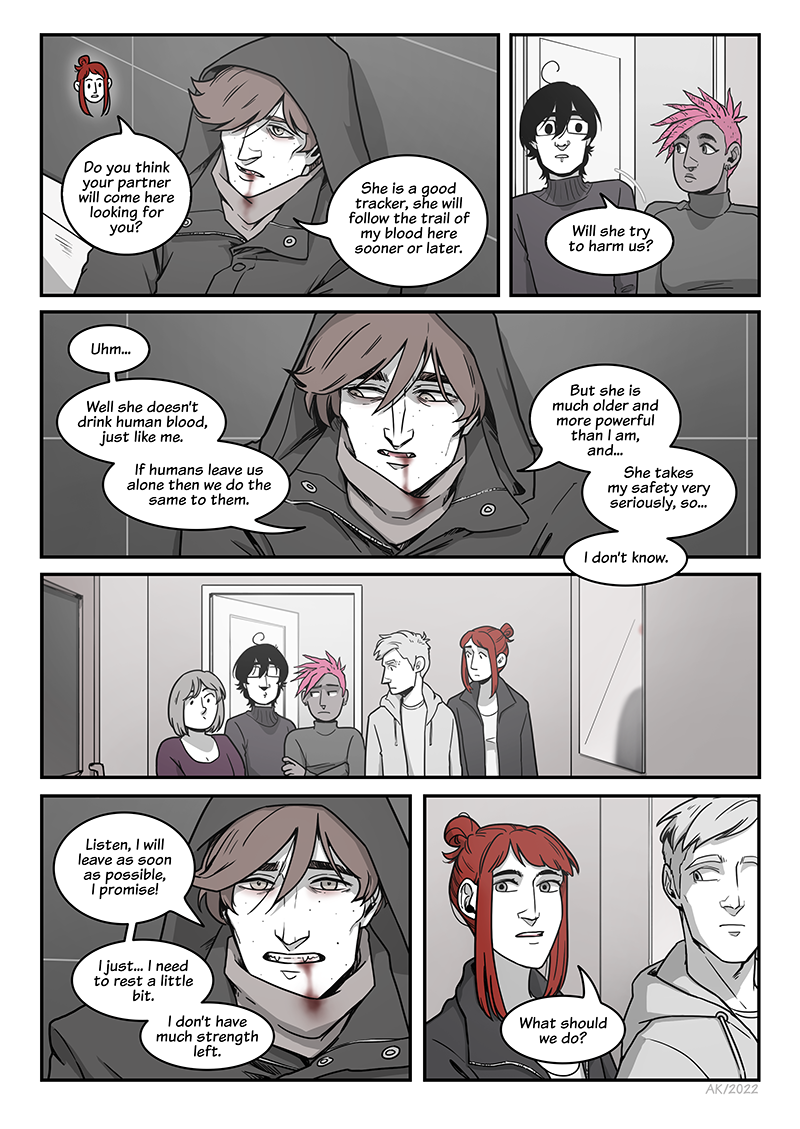 Do you think
your partner
will come here
looking for
you?
She is a good
tracker, she will
follow the trail of
my blood here
sooner or later.
Will she try
to harm us?
Uhm...
Well she doesn't
drink human blood,
just like me.
If humans leave us
alone then we do the
same to them.
But she is
much older and
more powerful
than I am,
and...
She takes
my safety very
seriously, so...
I don't know.
Listen, I will
leave as soon
as possible,
I promise!
I just... I need
to rest a little
bit.
I don't have
much strength
left.
What should
we do?
AK/2022